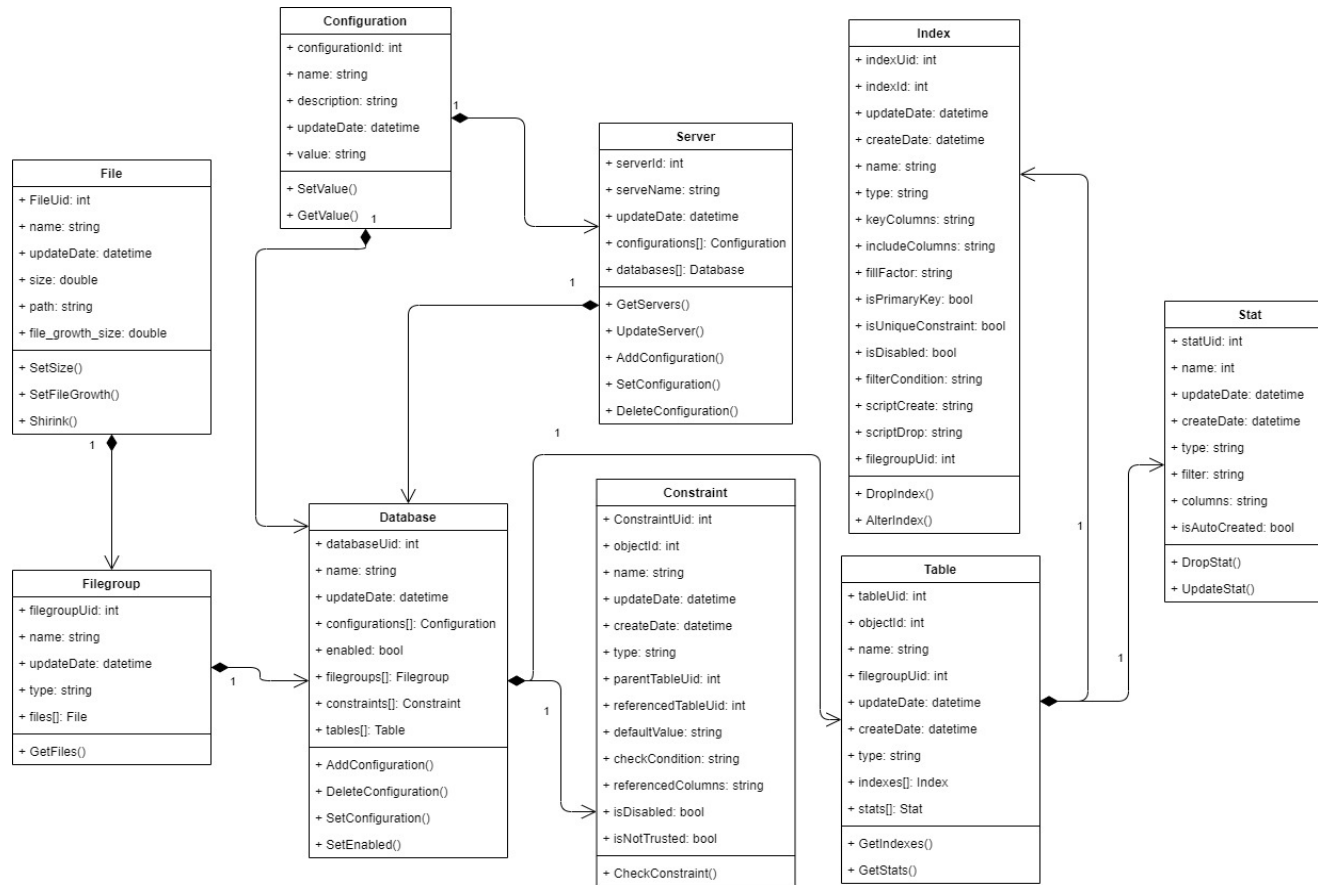 Configuration
+ configurationId: int
+ name: string
+ description: string
+ updateDate: datetime
+ value: string
+ SetValue()
+ GetValue()
1
1
File
+ FileUid: int
+ name: string
+ updateDate: datetime
+ size: double
+ path: string
+ file_growth_size: double
+ SetSize()
+ SetFileGrowth()
+ Shirink()
1
Server
+ serverId: int
+ serveName: string
+ updateDate: datetime
+ configurations[]: Configuration
+ databases[]: Database
+ GetServers()
+ UpdateServer()
+ AddConfiguration()
+ SetConfiguration()
+ DeleteConfiguration()
1
Index
+ indexUid: int
+ indexId: int
+ updateDate: datetime
+ createDate: datetime
+ name: string
+ type: string
+ keyColumns: string
+ includeColumns: string
+ fillFactor: string
+ isPrimaryKey: bool
+ isUniqueConstraint: bool
+ isDisabled: bool
+ filterCondition: string
+ scriptCreate: string
+ scriptDrop: string
+ filegroupUid: int
+ DropIndex()
+ AlterIndex()
Stat
+ statUid: int
+ name: int
+ updateDate: datetime
+ createDate: datetime
+ type: string
+ filter: string
+ columns: string
+ isAutoCreated: bool
+ DropStat()
+ UpdateStat()
Filegroup
+ filegroupUid: int
+ name: string
+ updateDate: datetime
+ type: string
+ files[]: File
+ GetFiles()
1
Database
+ databaseUid: int
+ name: string
+ updateDate: datetime
+ configurations[]: Configuration
+ enabled: bool
+ filegroups[]: Filegroup
+ constraints[]: Constraint
+ tables[]: Table
+ AddConfiguration()
+ DeleteConfiguration()
+ SetConfiguration()
+ SetEnabled()
1
1
Constraint
+ ConstraintUid: int
+ objectId: int
+ name: string
+ updateDate: datetime
+ createDate: datetime
+ type: string
+ parentTableUid: int
+ referencedTableUid: int
+ defaultValue: string
+ checkCondition: string
+ referencedColumns: string
+ isDisabled: bool
+ isNotTrusted: bool
+ CheckConstraint()
Table
+ tableUid: int
+ objectId: int
+ name: string
+ filegroupUid: int
+ updateDate: datetime
+ createDate: datetime
+ type: string
+ indexes[]: Index
+ stats[]: Stat
+ GetIndexes()
+ GetStats()
1
1